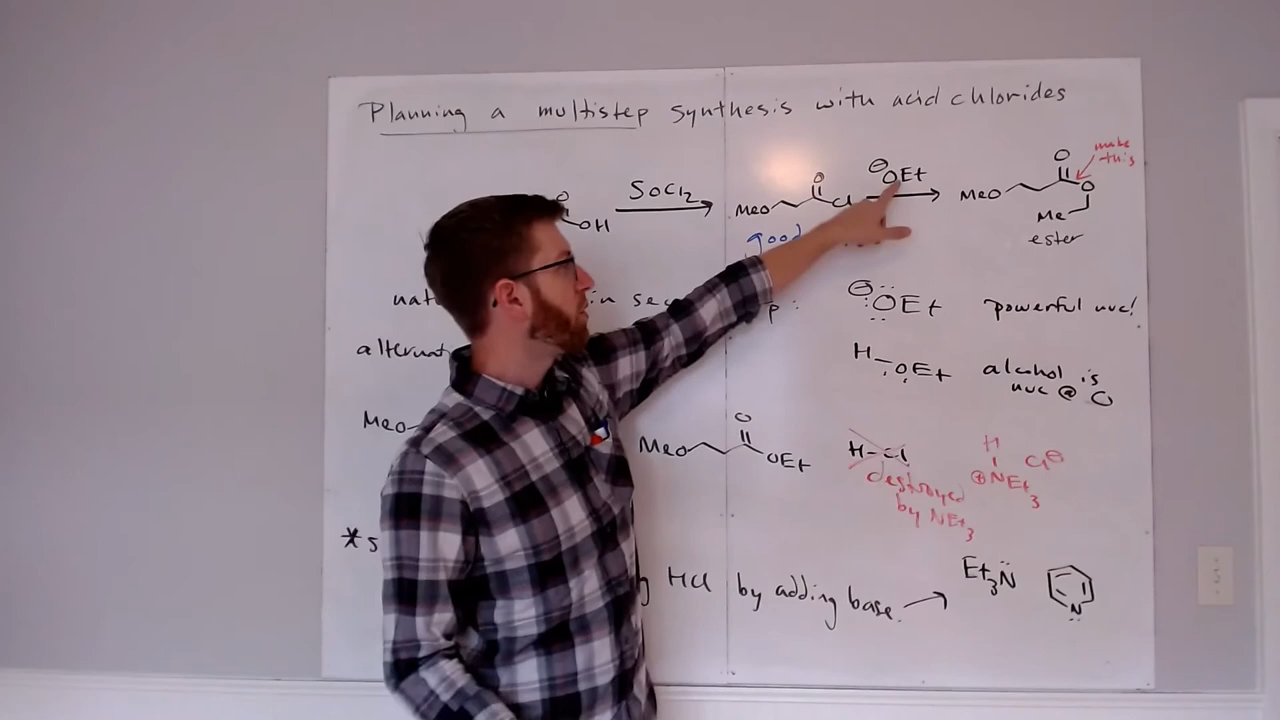 Planning a multistep synthesis with acid chlorides
make this
O OH SOCl2 MeO O Cl ⊖OEt MeO O O Me
good
ester
nat in sec p : ⊖:OEt powerful nuc!
alternat H-OEt alcohol is nuc @ O
MeO MeO O OEt H-Cl H ⊕NEt3 Cl⊖
destroyed by NEt3
* s HCl by adding base. → Et3N N